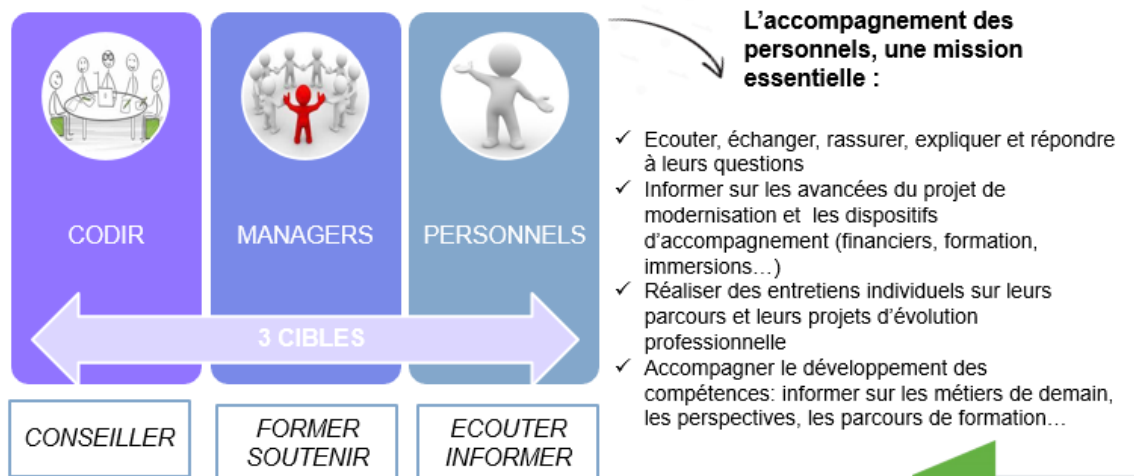 CODIR
MANAGERS
PERSONNELS
3 CIBLES
CONSEILLER
FORMER
SOUTENIR
ECOUTER
INFORMER
L’accompagnement des
personnels, une mission
essentielle :
✓ Ecouter, échanger, rassurer, expliquer et répondre
à leurs questions
✓ Informer sur les avancées du projet de
modernisation et les dispositifs
d’accompagnement (financiers, formation,
immersions…)
✓ Réaliser des entretiens individuels sur leurs
parcours et leurs projets d’évolution
professionnelle
✓ Accompagner le développement des
compétences: informer sur les métiers de demain,
les perspectives, les parcours de formation…